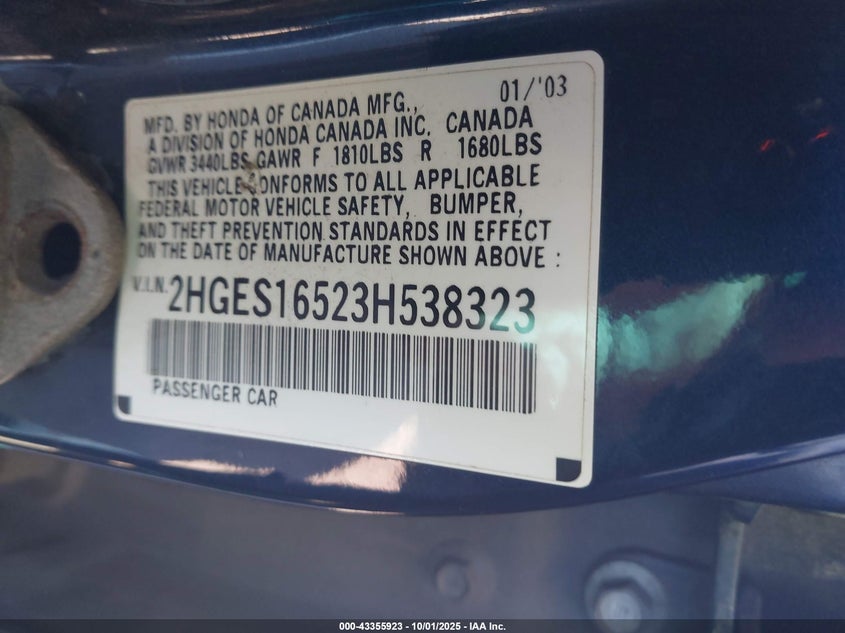 01/'03
MFD. BY HONDA OF CANADA MFG.,
A DIVISION OF HONDA CANADA INC. CANADA
GVWR 3440LBS GAWR F 1810LBS R 1680LBS
THIS VEHICLE CONFORMS TO ALL APPLICABLE
FEDERAL MOTOR VEHICLE SAFETY, BUMPER,
AND THEFT PREVENTION STANDARDS IN EFFECT
ON THE DATE OF MANUFACTURE SHOWN ABOVE :
V.I.N. 2HGES16523H538323
PASSENGER CAR
000-43355923 - 10/01/2025 - IAA Inc.